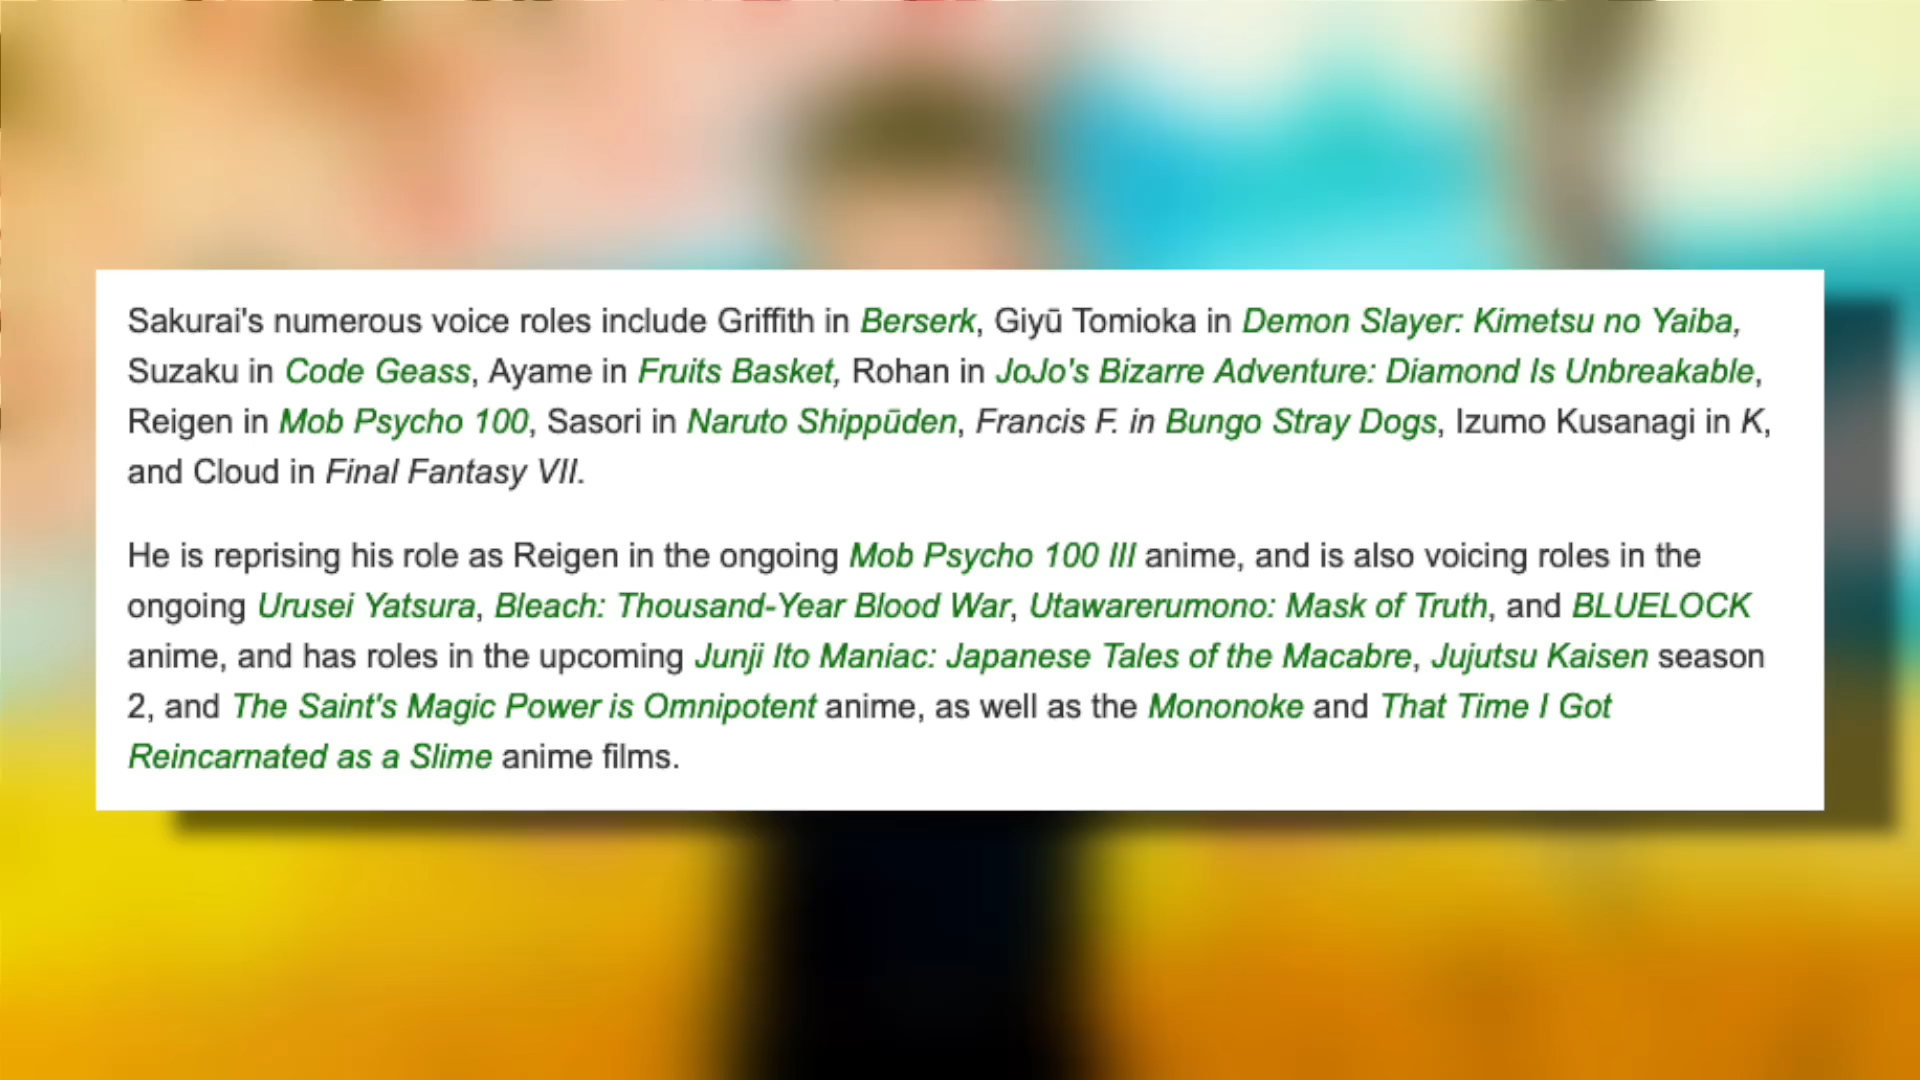 Sakurai's numerous voice roles include Griffith in Berserk, Giyū Tomioka in Demon Slayer: Kimetsu no Yaiba,
Suzaku in Code Geass, Ayame in Fruits Basket, Rohan in JoJo's Bizarre Adventure: Diamond Is Unbreakable,
Reigen in Mob Psycho 100, Sasori in Naruto Shippūden, Francis F. in Bungo Stray Dogs, Izumo Kusanagi in K,
and Cloud in Final Fantasy VII.
He is reprising his role as Reigen in the ongoing Mob Psycho 100 III anime, and is also voicing roles in the
ongoing Urusei Yatsura, Bleach: Thousand-Year Blood War, Utawarerumono: Mask of Truth, and BLUELOCK
anime, and has roles in the upcoming Junji Ito Maniac: Japanese Tales of the Macabre, Jujutsu Kaisen season
2, and The Saint's Magic Power is Omnipotent anime, as well as the Mononoke and That Time I Got
Reincarnated as a Slime anime films.